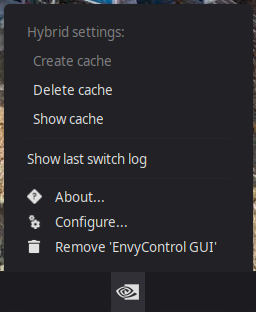 Hybrid settings:
Create cache
Delete cache
Show cache
Show last switch log
About...
Configure...
Remove 'EnvyControl GUI'